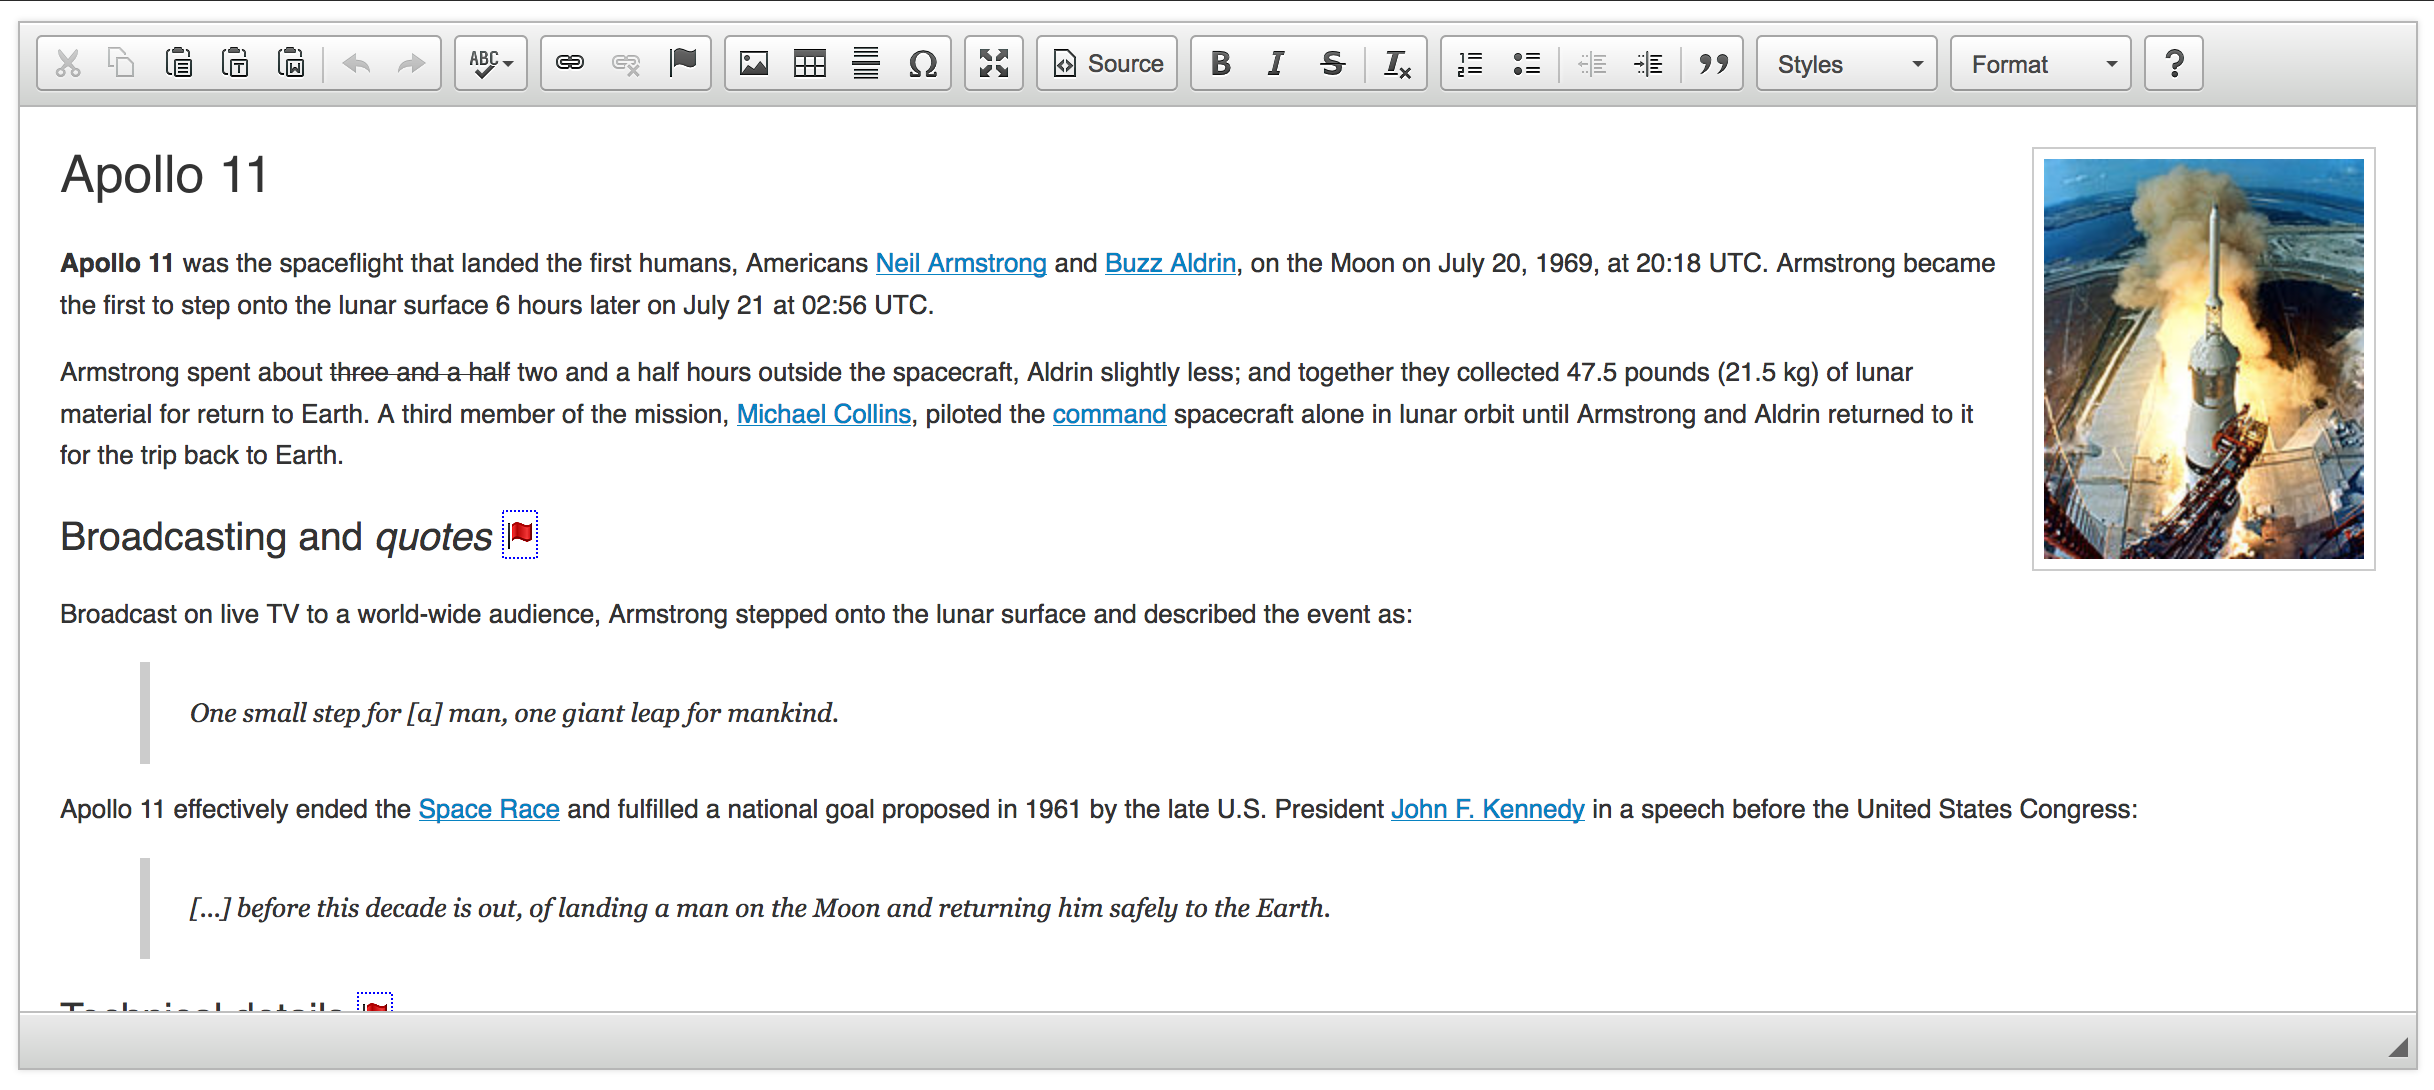 ABC
Source
B I S Ix
Styles
Format
?
Apollo 11
Apollo 11 was the spaceflight that landed the first humans, Americans Neil Armstrong and Buzz Aldrin, on the Moon on July 20, 1969, at 20:18 UTC. Armstrong became
the first to step onto the lunar surface 6 hours later on July 21 at 02:56 UTC.
Armstrong spent about three and a half two and a half hours outside the spacecraft, Aldrin slightly less; and together they collected 47.5 pounds (21.5 kg) of lunar
material for return to Earth. A third member of the mission, Michael Collins, piloted the command spacecraft alone in lunar orbit until Armstrong and Aldrin returned to it
for the trip back to Earth.
Broadcasting and quotes
Broadcast on live TV to a world-wide audience, Armstrong stepped onto the lunar surface and described the event as:
One small step for [a] man, one giant leap for mankind.
Apollo 11 effectively ended the Space Race and fulfilled a national goal proposed in 1961 by the late U.S. President John F. Kennedy in a speech before the United States Congress:
[...] before this decade is out, of landing a man on the Moon and returning him safely to the Earth.
Technical details